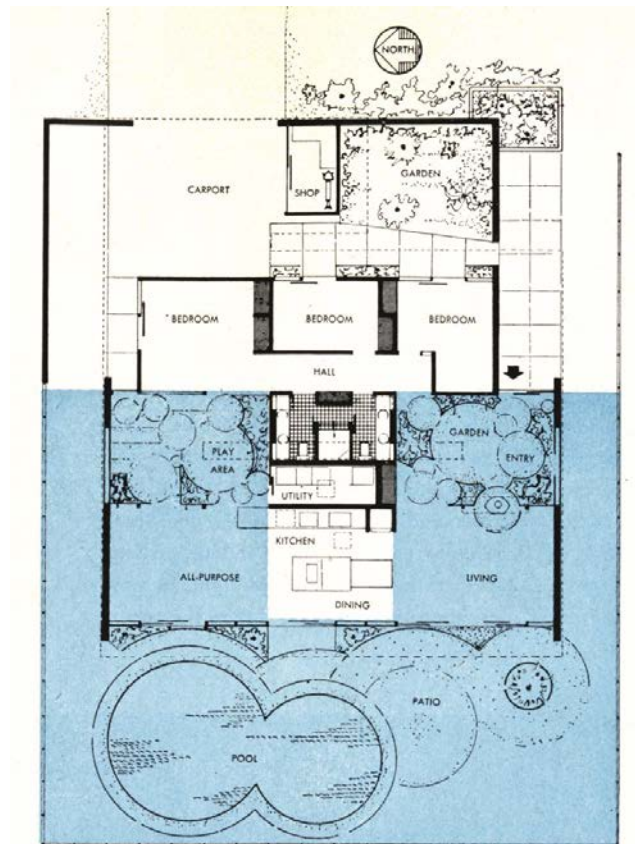 NORTH
CARPORT
SHOP
GARDEN
BEDROOM
BEDROOM
BEDROOM
HALL
PLAY
AREA
GARDEN
ENTRY
UTILITY
KITCHEN
ALL-PURPOSE
LIVING
DINING
PATIO
POOL